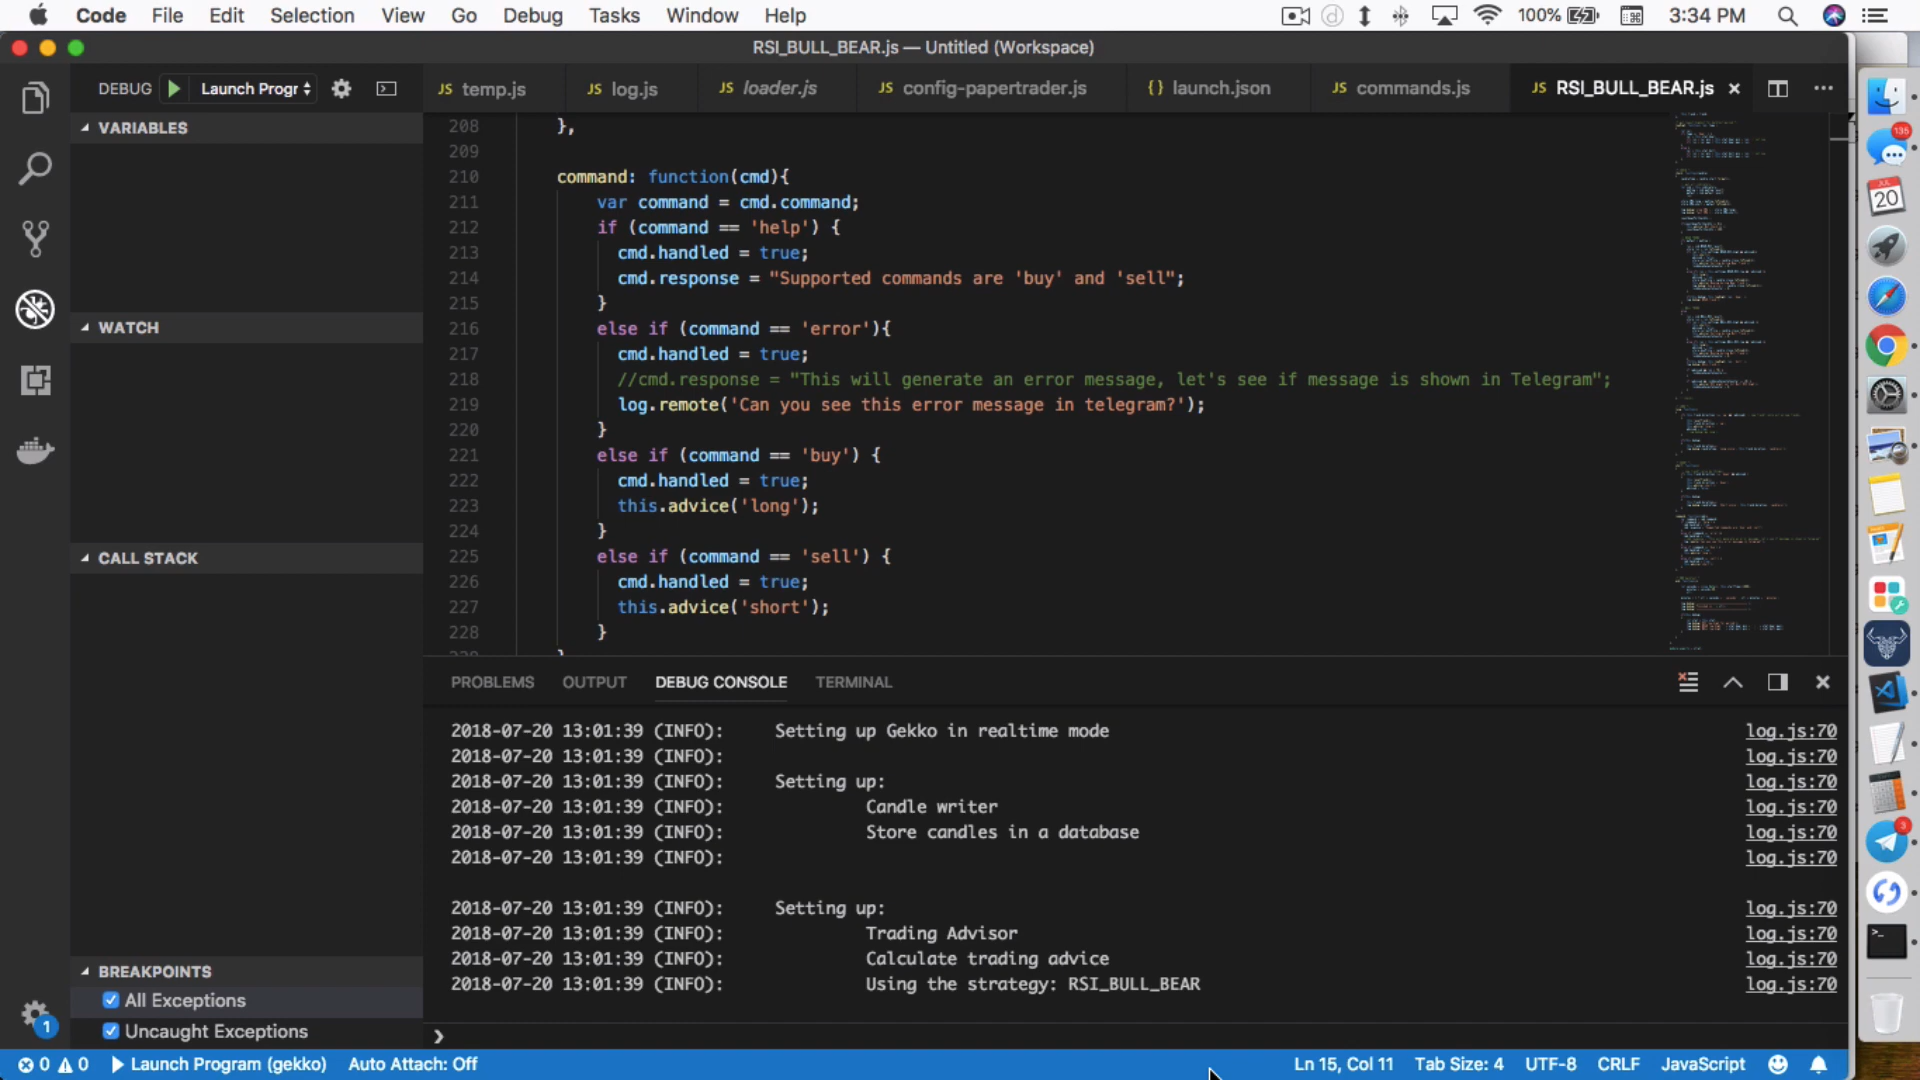 Code File Edit Selection View Go Debug Tasks Window Help 100% 3:34 PM
RSI_BULL_BEAR.js — Untitled (Workspace)
DEBUG Launch Progr
JS temp.js JS log.js JS loader.js JS config-papertrader.js {} launch.json JS commands.js JS RSI_BULL_BEAR.js
VARIABLES
WATCH
CALL STACK
BREAKPOINTS
All Exceptions
Uncaught Exceptions
208 },
209
210 command: function(cmd){
211 var command = cmd.command;
212 if (command == 'help') {
213 cmd.handled = true;
214 cmd.response = "Supported commands are 'buy' and 'sell";
215 }
216 else if (command == 'error'){
217 cmd.handled = true;
218 //cmd.response = "This will generate an error message, let's see if message is shown in Telegram";
219 log.remote('Can you see this error message in telegram?');
220 }
221 else if (command == 'buy') {
222 cmd.handled = true;
223 this.advice('long');
224 }
225 else if (command == 'sell') {
226 cmd.handled = true;
227 this.advice('short');
228 }
PROBLEMS OUTPUT DEBUG CONSOLE TERMINAL
2018-07-20 13:01:39 (INFO): Setting up Gekko in realtime mode log.js:70
2018-07-20 13:01:39 (INFO): log.js:70
2018-07-20 13:01:39 (INFO): Setting up: log.js:70
2018-07-20 13:01:39 (INFO): Candle writer log.js:70
2018-07-20 13:01:39 (INFO): Store candles in a database log.js:70
2018-07-20 13:01:39 (INFO): log.js:70
2018-07-20 13:01:39 (INFO): Setting up: log.js:70
2018-07-20 13:01:39 (INFO): Trading Advisor log.js:70
2018-07-20 13:01:39 (INFO): Calculate trading advice log.js:70
2018-07-20 13:01:39 (INFO): Using the strategy: RSI_BULL_BEAR log.js:70
1
0 0 Launch Program (gekko) Auto Attach: Off Ln 15, Col 11 Tab Size: 4 UTF-8 CRLF JavaScript
135
JUL
20
3